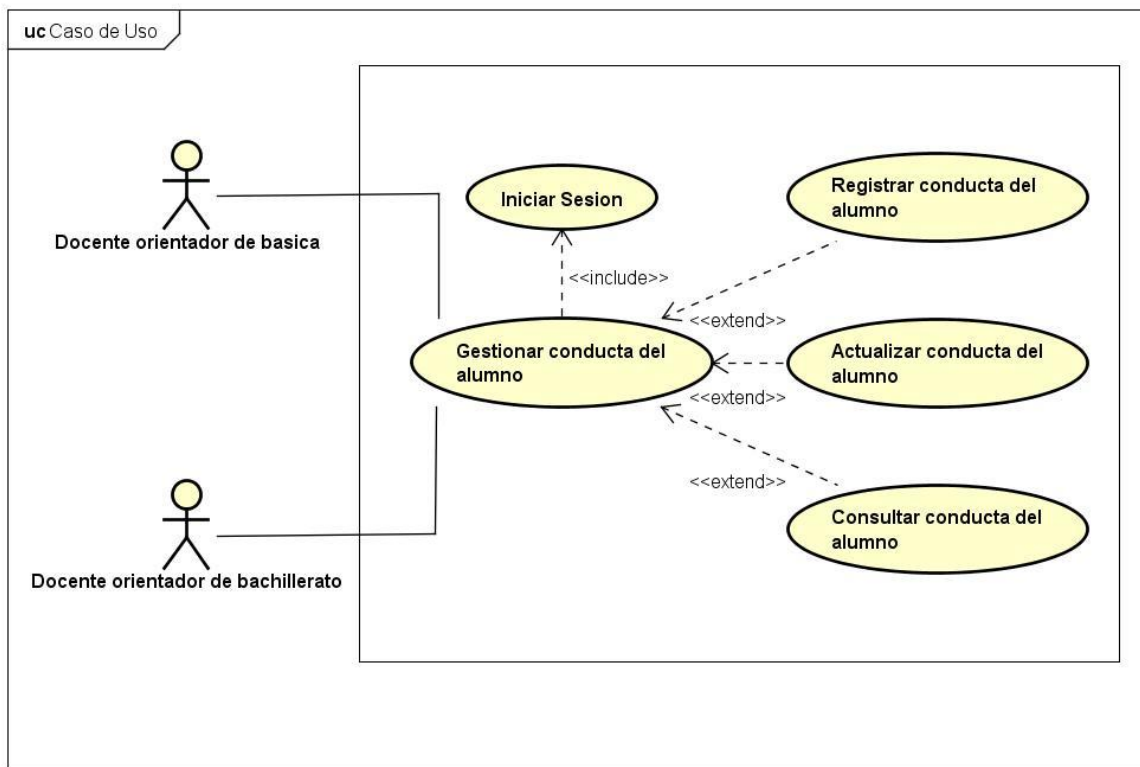 uc Caso de Uso
Docente orientador de basica
Docente orientador de bachillerato
Iniciar Sesion
<<include>>
Gestionar conducta del
alumno
Registrar conducta del
alumno
<<extend>>
Actualizar conducta del
alumno
<<extend>>
<<extend>>
Consultar conducta del
alumno